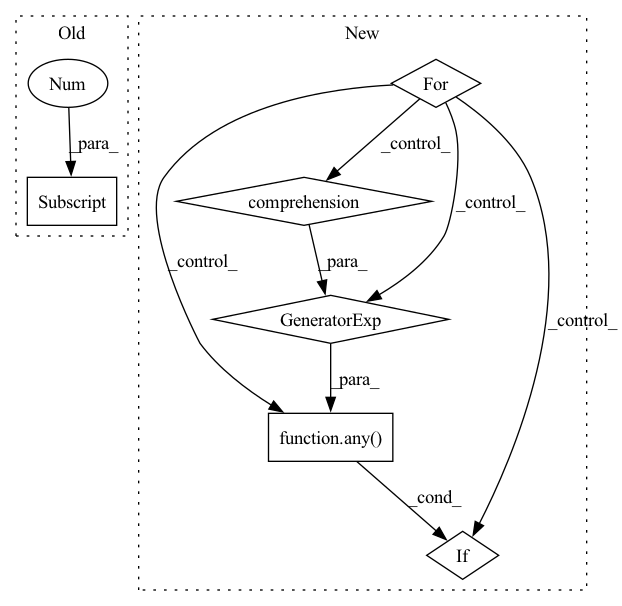 Old
New
Num
For
_para_
_control_
Subscript
comprehension
_control_
_control_
_para_
_control_
GeneratorExp
_para_
function.any()
_cond_
If